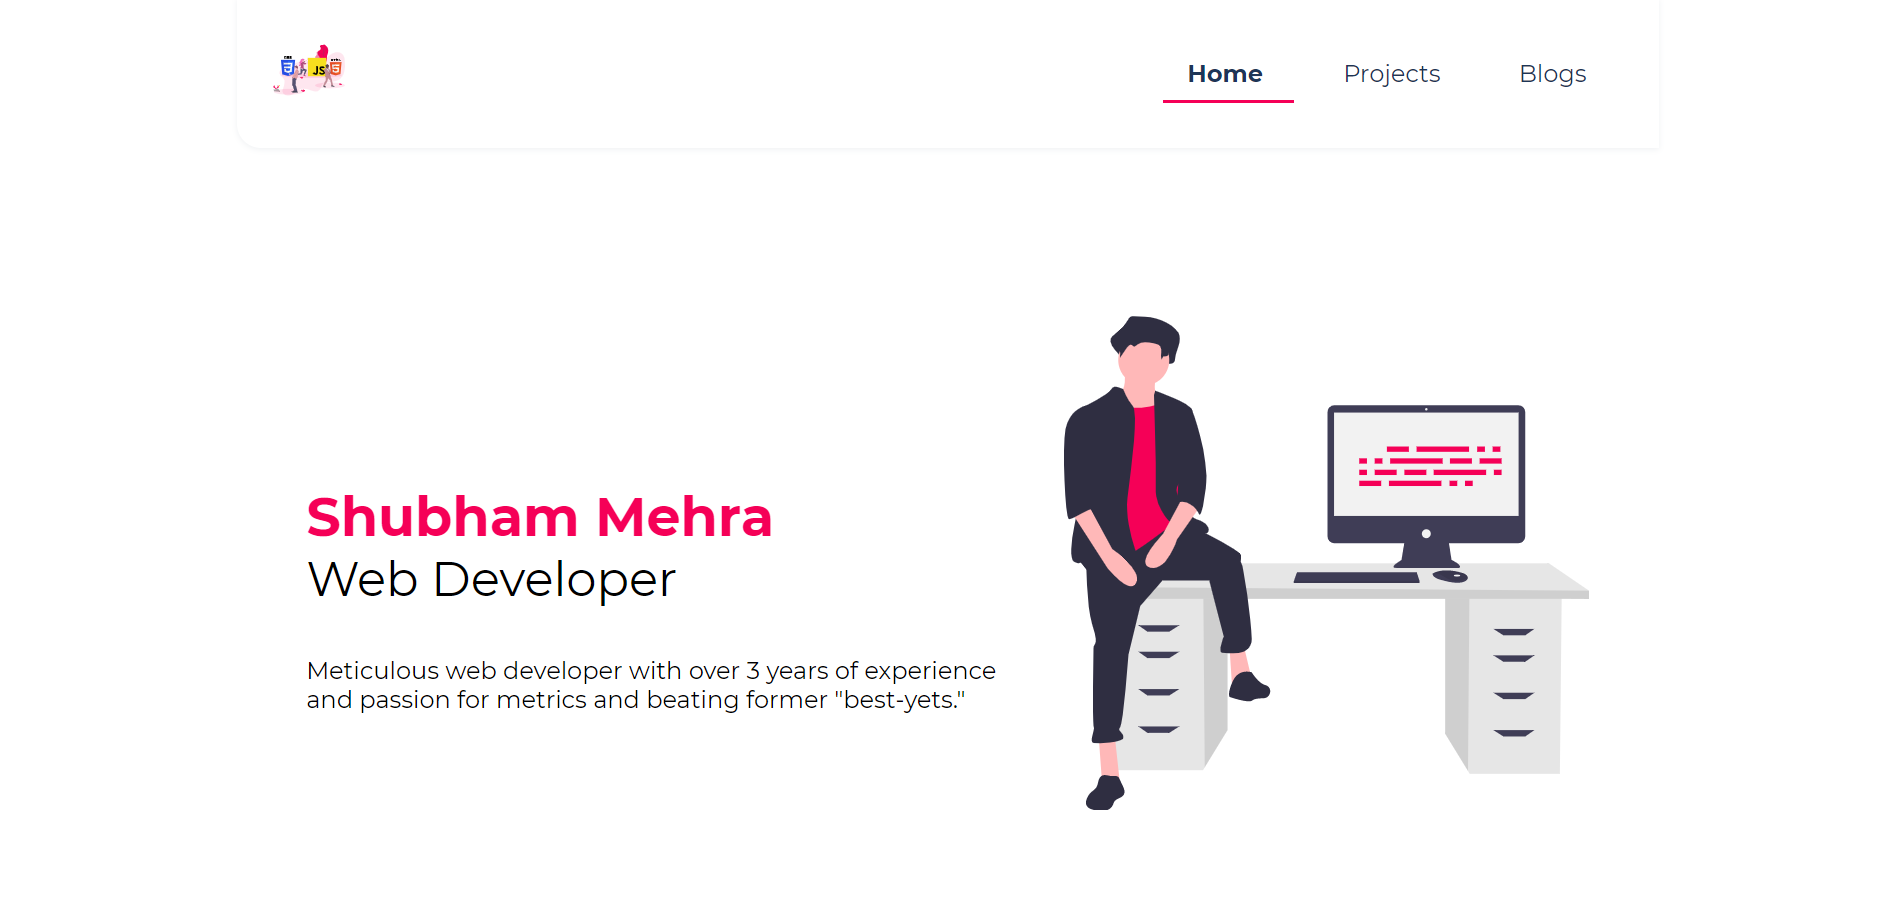 JS
Home
Projects
Blogs
Shubham Mehra
Web Developer
Meticulous web developer with over 3 years of experience
and passion for metrics and beating former "best-yets."